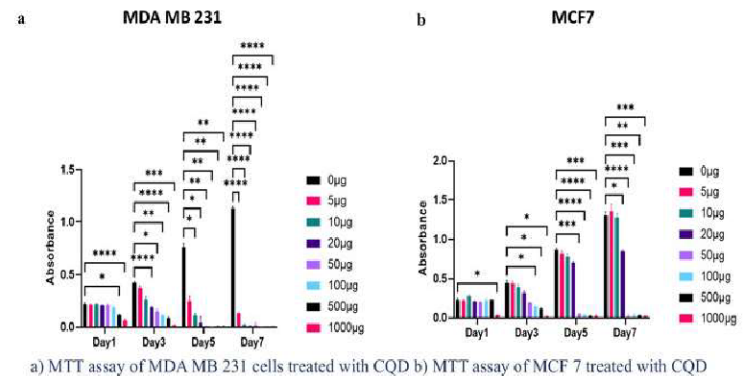 a
MDA MB 231
****
****
****
****
****
****
****
**
**
**
**
*
*
***
****
**
*
****
****
*
1.5
1.0
0.5
0.0
Absorbance
Day1 Day3 Day5 Day7
0µg
5µg
10µg
20µg
50µg
100µg
500µg
1000µg
b
MCF7
***
**
***
****
*
***
****
****
***
*
*
*
*
2.0
1.5
1.0
0.5
0.0
Absorbance
Day1 Day3 Day5 Day7
0µg
5µg
10µg
20µg
50µg
100µg
500µg
1000µg
a) MTT assay of MDA MB 231 cells treated with CQD b) MTT assay of MCF 7 treated with CQD